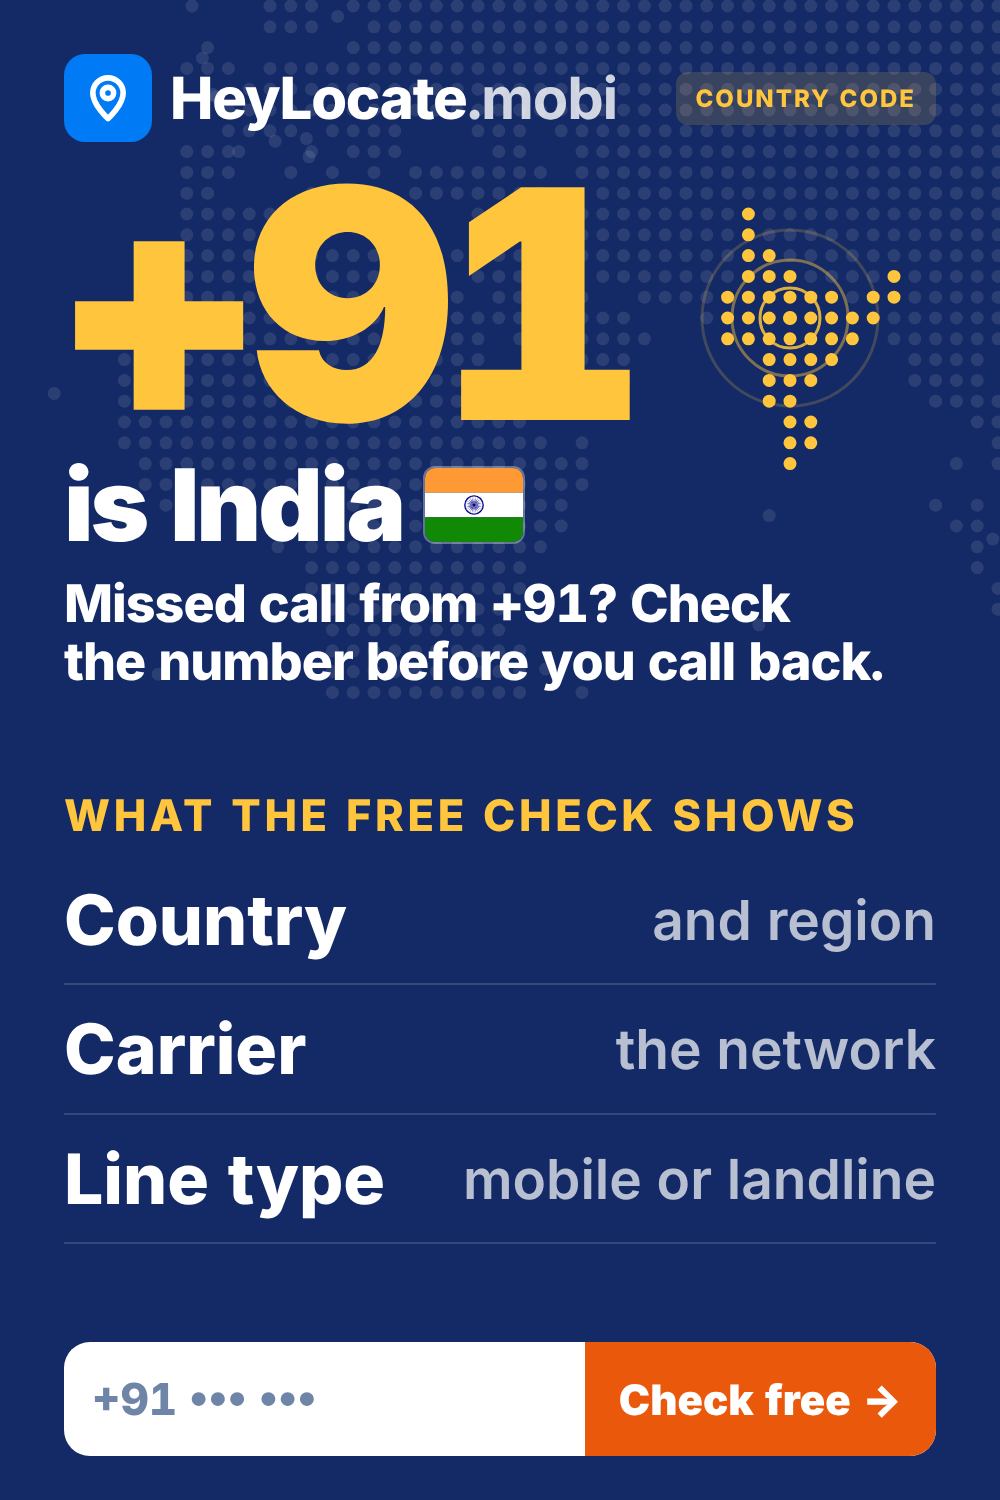 HeyLocate.mobi
COUNTRY CODE
+91
is India
Missed call from +91? Check
the number before you call back.
WHAT THE FREE CHECK SHOWS
Country and region
Carrier the network
Line type mobile or landline
+91 ••• •••
Check free →